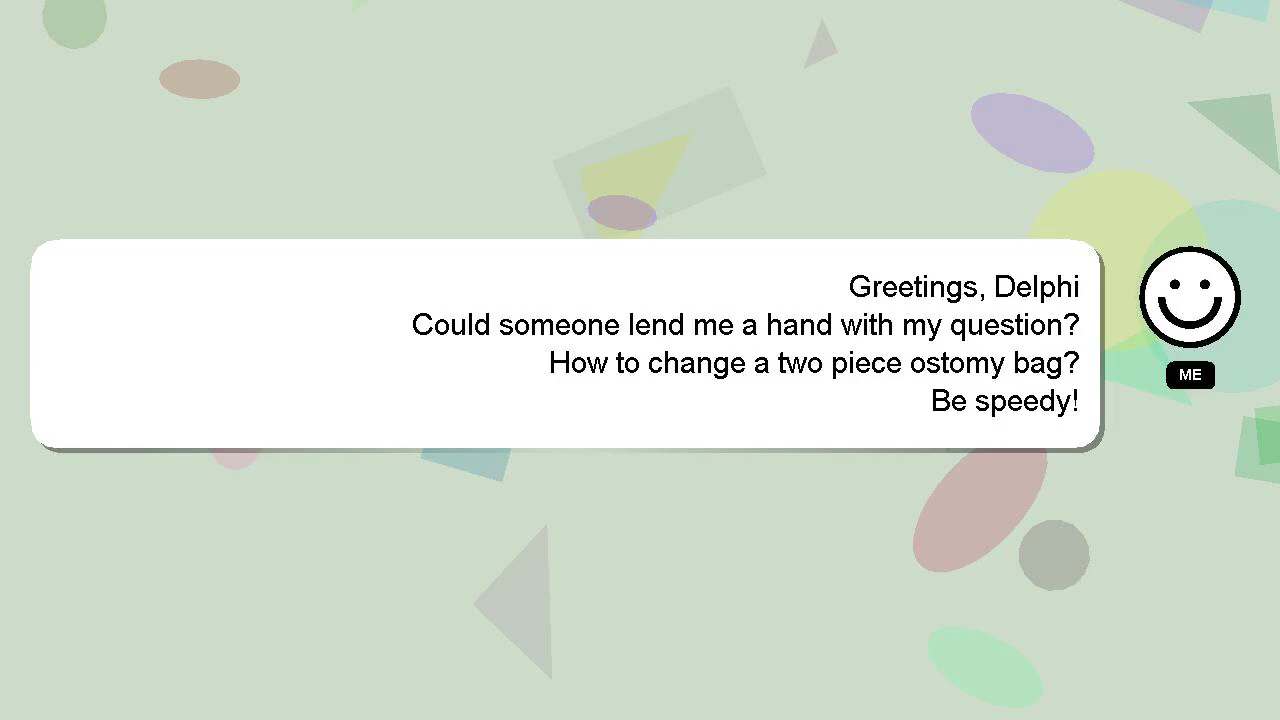 Greetings, Delphi
Could someone lend me a hand with my question?
How to change a two piece ostomy bag?
Be speedy!
ME